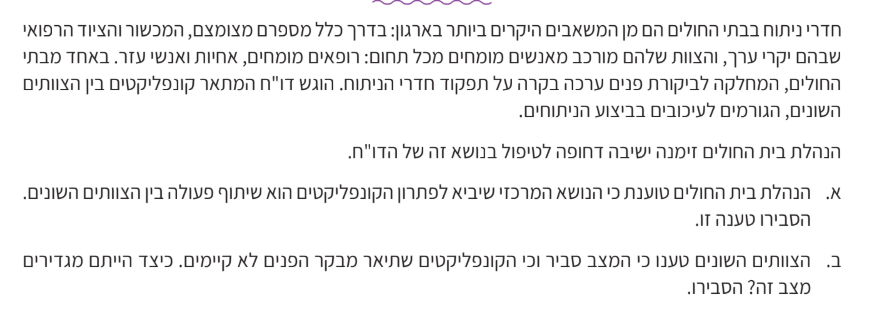 חדרי ניתוח בבתי החולים הם מן המשאבים היקרים ביותר בארגון: בדרך כלל מספרם מצומצם, המכשור והציוד הרפואי
שבהם יקרי ערך, והצוות שלהם מורכב מאנשים מומחים מכל תחום: רופאים מומחים, אחיות ואנשי עזר. באחד מבתי
החולים, המחלקה לביקורת פנים ערכה בקרה על תפקוד חדרי הניתוח. הוגש דו"ח המתאר קונפליקטים בין הצוותים
השונים, הגורמים לעיכובים בביצוע הניתוחים.
הנהלת בית החולים זימנה ישיבה דחופה לטיפול בנושא זה של הדו"ח.
א. הנהלת בית החולים טוענת כי הנושא המרכזי שיביא לפתרון הקונפליקטים הוא שיתוף פעולה בין הצוותים השונים.
הסבירו טענה זו.
ב. הצוותים השונים טענו כי המצב סביר וכי הקונפליקטים שתיאר מבקר הפנים לא קיימים. כיצד הייתם מגדירים
מצב זה? הסבירו.